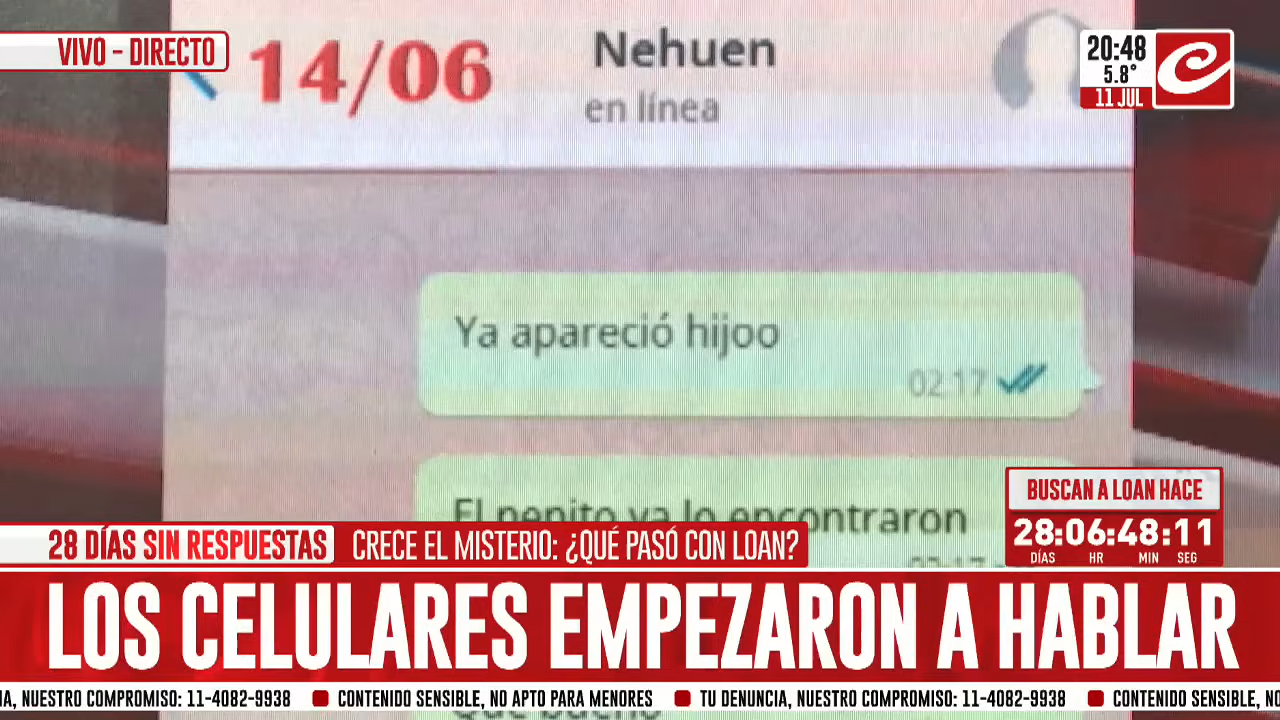 VIVO - DIRECTO
14/06
Nehuen
en línea
20:48
5.8°
11 JUL
Ya apareció hijoo
02:17
El nenito ya lo encontraron
BUSCAN A LOAN HACE
28:06:48:11
DÍAS HR MIN SEG
28 DÍAS SIN RESPUESTAS
CRECE EL MISTERIO: ¿QUÉ PASÓ CON LOAN?
LOS CELULARES EMPEZARON A HABLAR
IA, NUESTRO COMPROMISO: 11-4082-9938 CONTENIDO SENSIBLE, NO APTO PARA MENORES TU DENUNCIA, NUESTRO COMPROMISO: 11-4082-9938 CONTENIDO SENSIBLE, NO